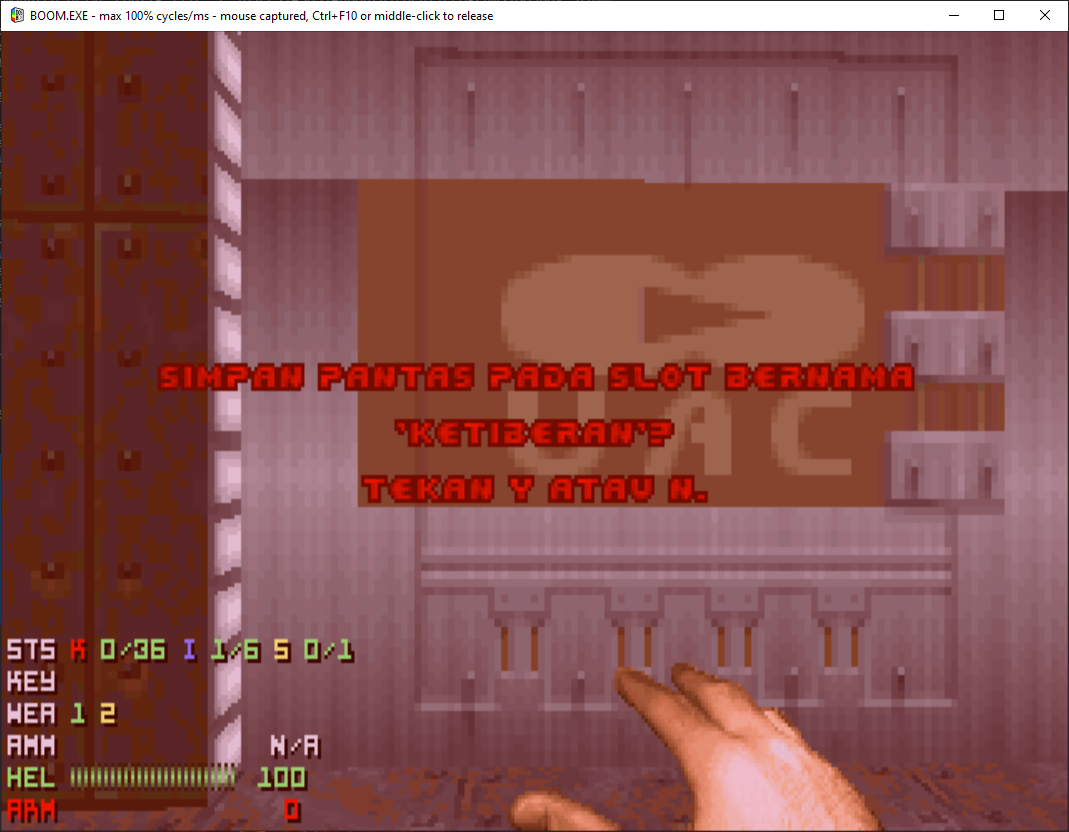 BOOM.EXE - max 100% cycles/ms - mouse captured, Ctrl+F10 or middle-click to release
UAC
SIMPAN PANTAS PADA SLOT BERNAMA
'KETIBERAN'?
TEKAN Y ATAU N.
STS K 0/36 I 1/6 S 0/1
KEY
WEA 1 2
AMM N/A
HEL 100
ARM 0